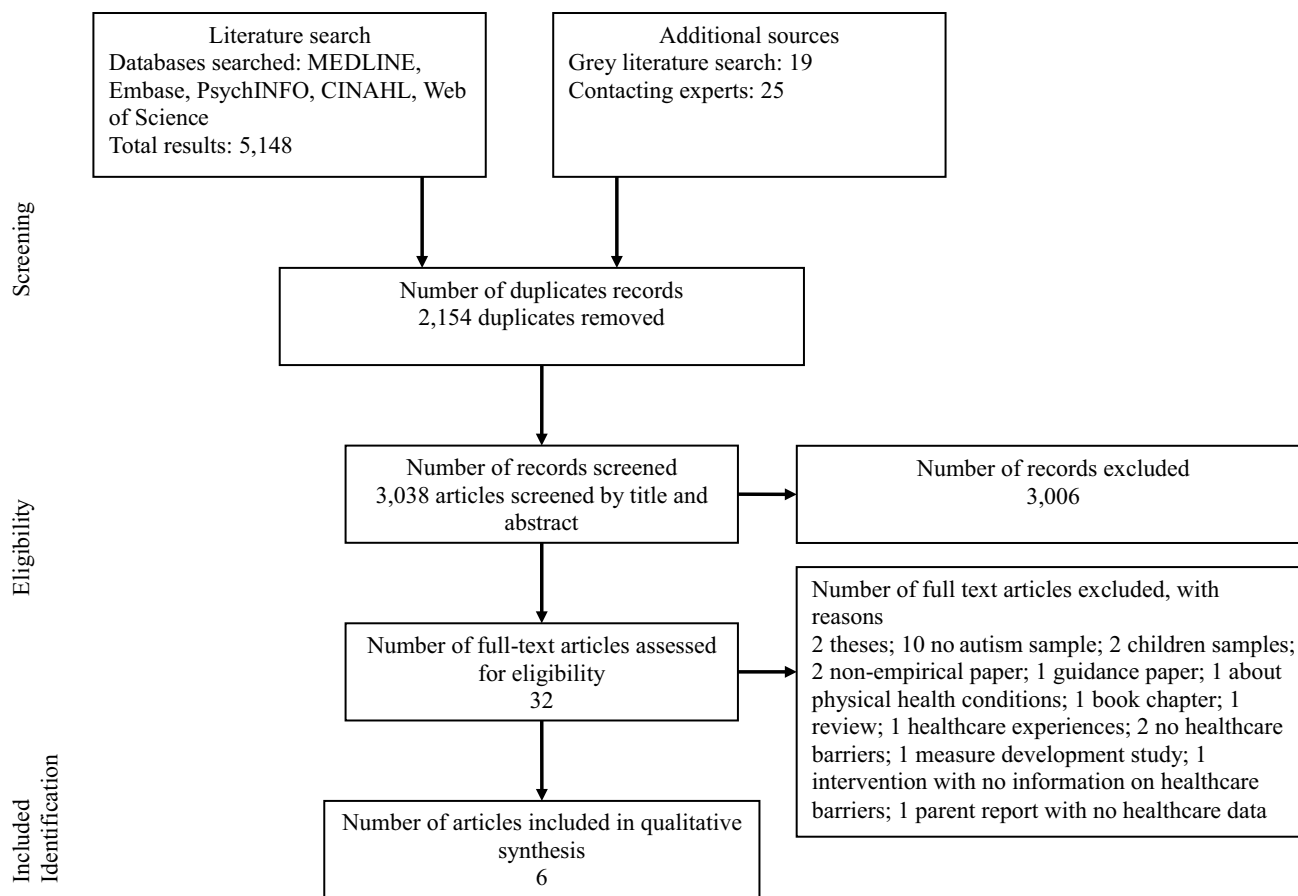 Literature search
Databases searched: MEDLINE,
Embase, PsychINFO, CINAHL, Web
of Science
Total results: 5,148
Additional sources
Grey literature search: 19
Contacting experts: 25
Screening
Number of duplicates records
2,154 duplicates removed
Number of records screened
3,038 articles screened by title and
abstract
Number of records excluded
3,006
Eligibility
Number of full-text articles assessed
for eligibility
32
Number of full text articles excluded, with
reasons
2 theses; 10 no autism sample; 2 children samples;
2 non-empirical paper; 1 guidance paper; 1 about
physical health conditions; 1 book chapter; 1
review; 1 healthcare experiences; 2 no healthcare
barriers; 1 measure development study; 1
intervention with no information on healthcare
barriers; 1 parent report with no healthcare data
Included
Identification
Number of articles included in qualitative
synthesis
6